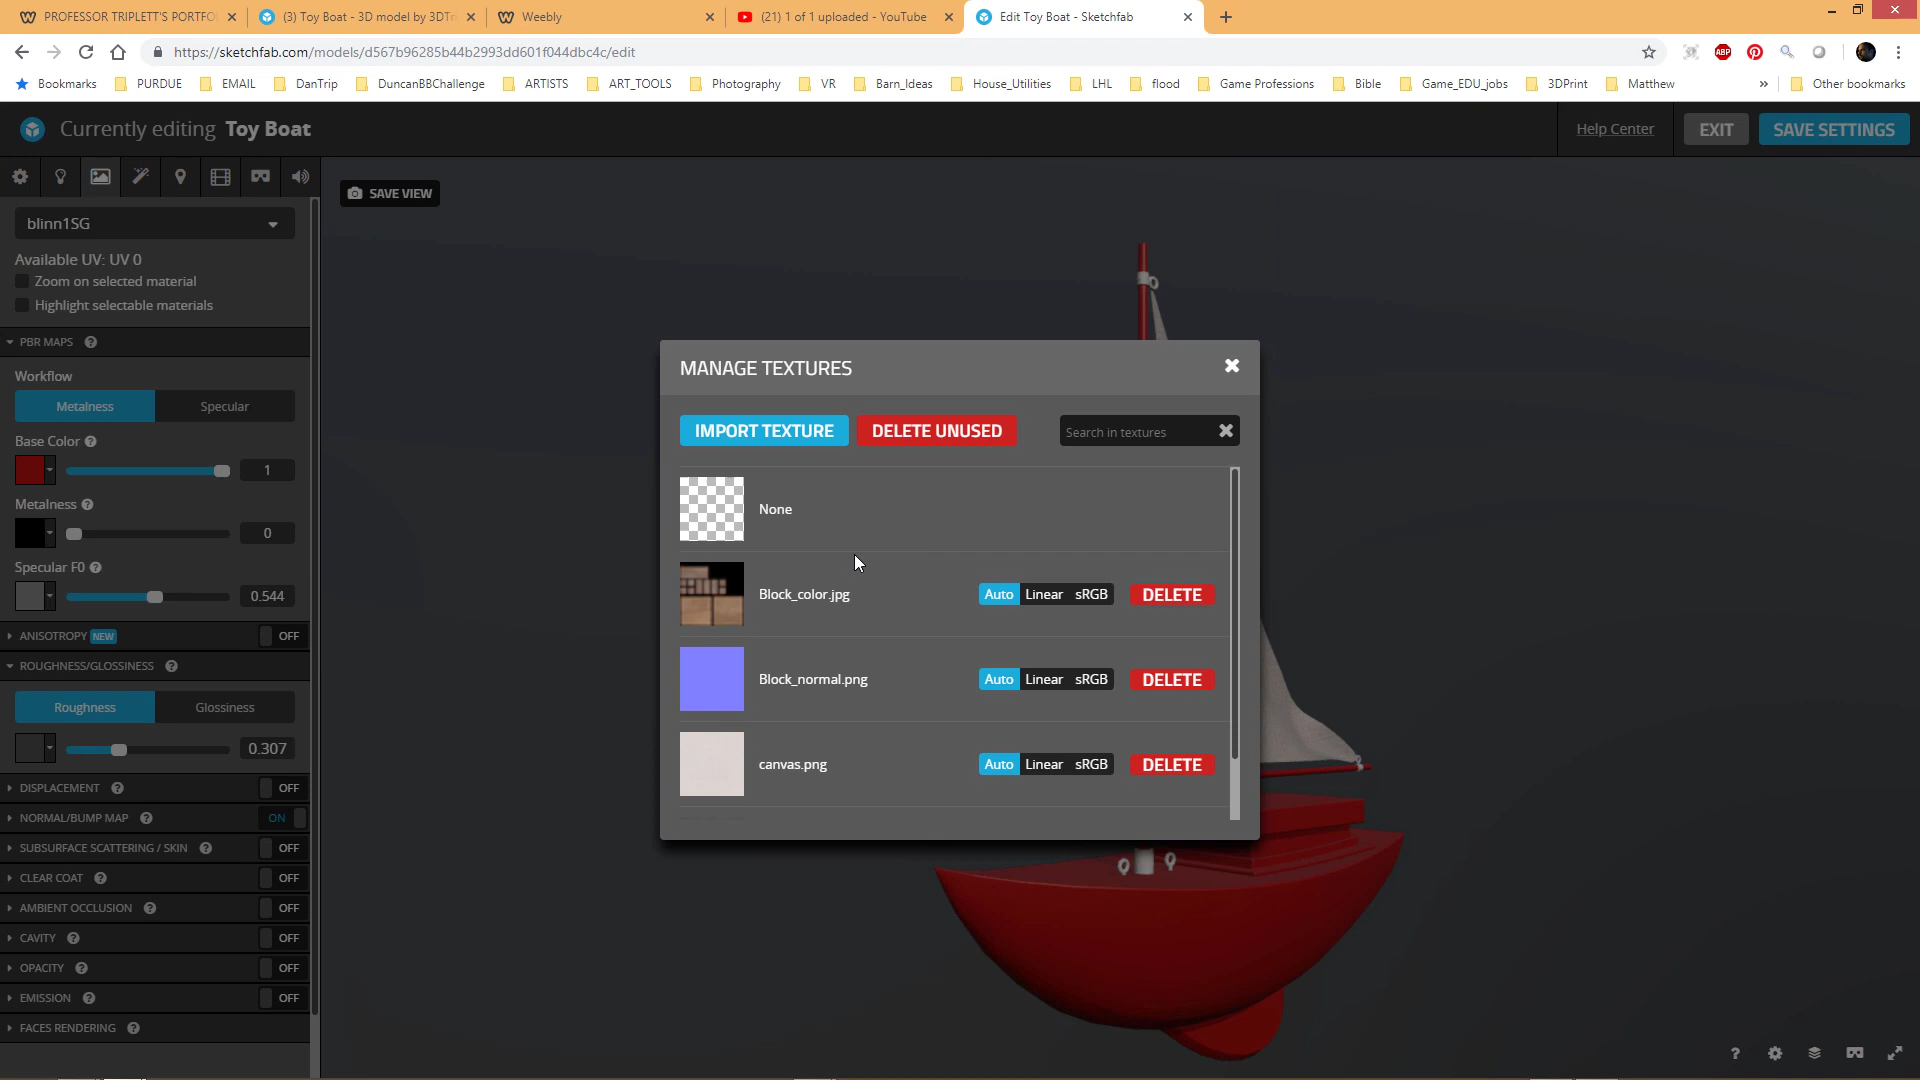 PROFESSOR TRIPLETT'S PORTFO
(3) Toy Boat - 3D model by 3DTr
Weebly
(21) 1 of 1 uploaded - YouTube
Edit Toy Boat - Sketchfab
https://sketchfab.com/models/d567b96285b44b2993dd601f044dbc4c/edit
ABP
Bookmarks
PURDUE
EMAIL
DanTrip
DuncanBBChallenge
ARTISTS
ART_TOOLS
Photography
VR
Barn_Ideas
House_Utilities
LHL
flood
Game Professions
Bible
Game_EDU_jobs
3DPrint
Matthew
»
Other bookmarks
Currently editing Toy Boat
Help Center
EXIT
SAVE SETTINGS
SAVE VIEW
blinn1SG
Available UV: UV 0
Zoom on selected material
Highlight selectable materials
PBR MAPS ?
Workflow
Metalness
Specular
Base Color ?
1
Metalness ?
0
Specular F0 ?
0.544
ANISOTROPY NEW OFF
ROUGHNESS/GLOSSINESS ?
Roughness
Glossiness
0.307
DISPLACEMENT ? OFF
NORMAL/BUMP MAP ? ON
SUBSURFACE SCATTERING / SKIN ? OFF
CLEAR COAT ? OFF
AMBIENT OCCLUSION ? OFF
CAVITY ? OFF
OPACITY ? OFF
EMISSION ? OFF
FACES RENDERING ?
MANAGE TEXTURES
IMPORT TEXTURE
DELETE UNUSED
Search in textures
None
Block_color.jpg
Auto Linear sRGB DELETE
Block_normal.png
Auto Linear sRGB DELETE
canvas.png
Auto Linear sRGB DELETE
?